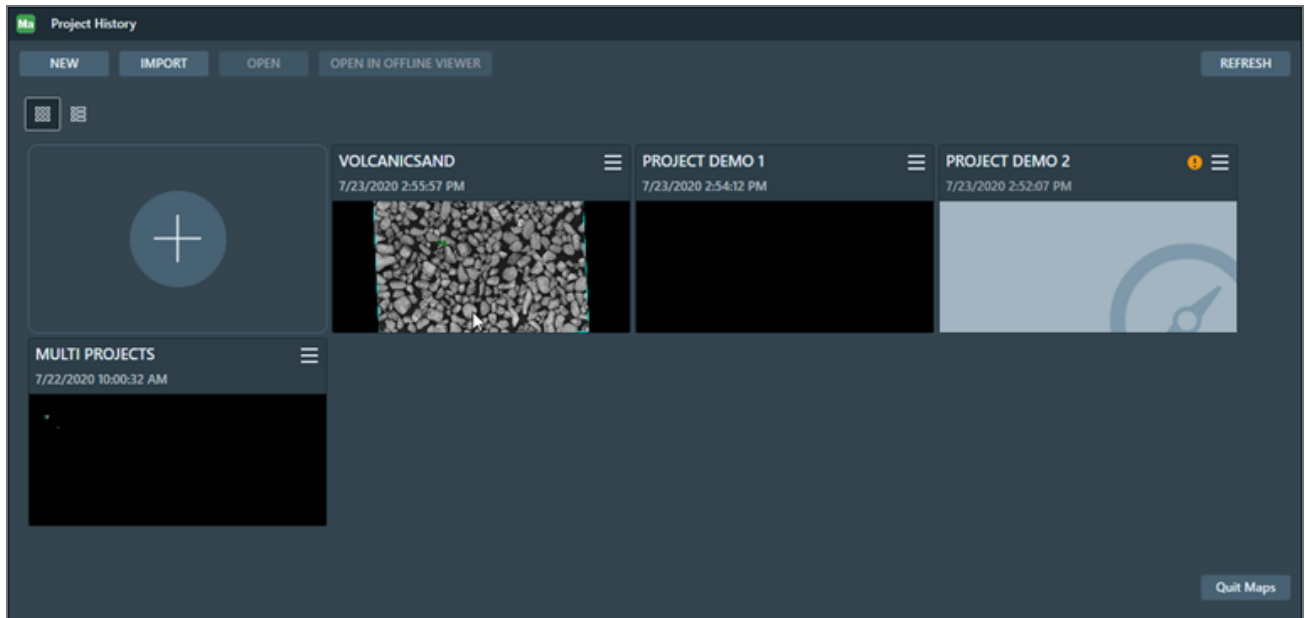 Ma Project History
NEW IMPORT OPEN OPEN IN OFFLINE VIEWER REFRESH
VOLCANICSAND
7/23/2020 2:55:57 PM
PROJECT DEMO 1
7/23/2020 2:54:12 PM
PROJECT DEMO 2
7/23/2020 2:52:07 PM
MULTI PROJECTS
7/22/2020 10:00:32 AM
Quit Maps